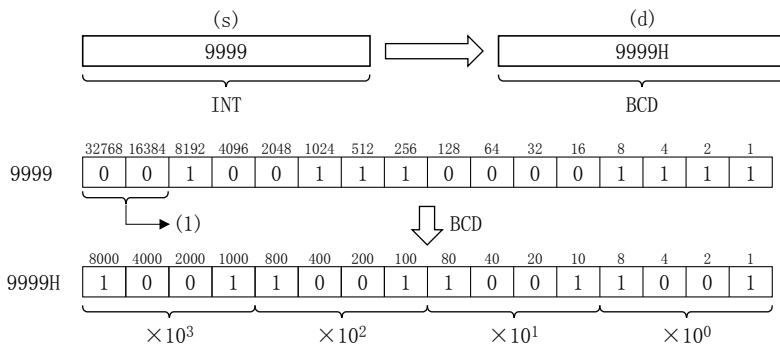 (s) (d)
9999 9999H
INT BCD
32768 16384 8192 4096 2048 1024 512 256 128 64 32 16 8 4 2 1
9999 0 0 1 0 0 1 1 1 0 0 0 0 1 1 1 1
(1) BCD
8000 4000 2000 1000 800 400 200 100 80 40 20 10 8 4 2 1
9999H 1 0 0 1 1 0 0 1 1 0 0 1 1 0 0 1
×10³ ×10² ×10¹ ×10⁰